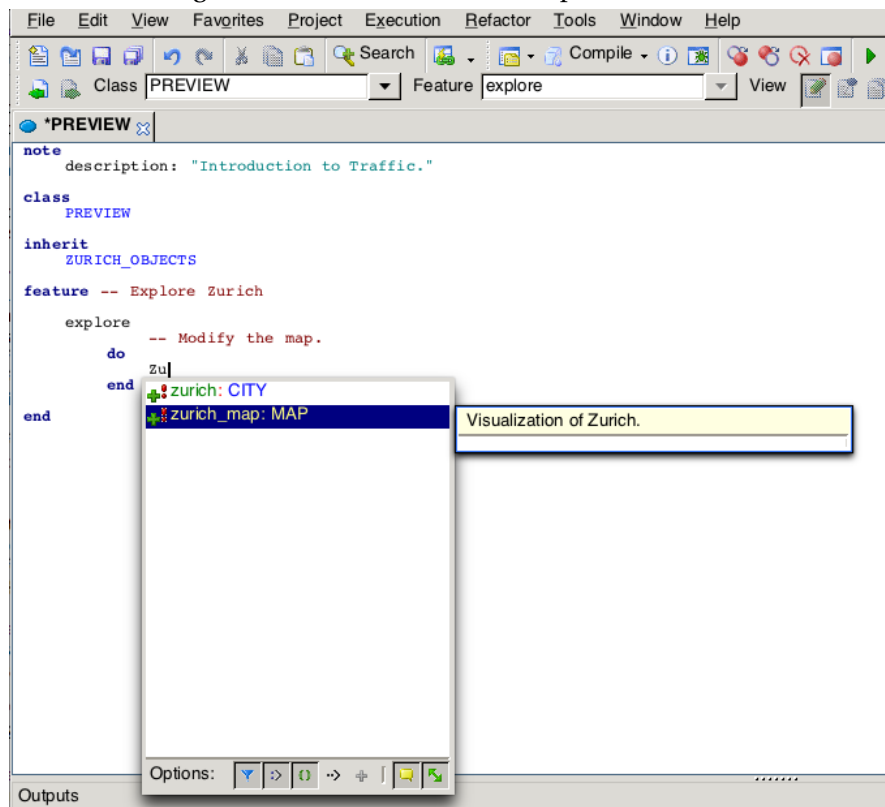 File Edit View Favorites Project Execution Refactor Tools Window Help
Search Compile
Class PREVIEW Feature explore View
*PREVIEW
note
description: "Introduction to Traffic."
class
PREVIEW
inherit
ZURICH_OBJECTS
feature -- Explore Zurich
explore
-- Modify the map.
do
Zu
end
zurich: CITY
end
zurich_map: MAP
Visualization of Zurich.
Options:
Outputs